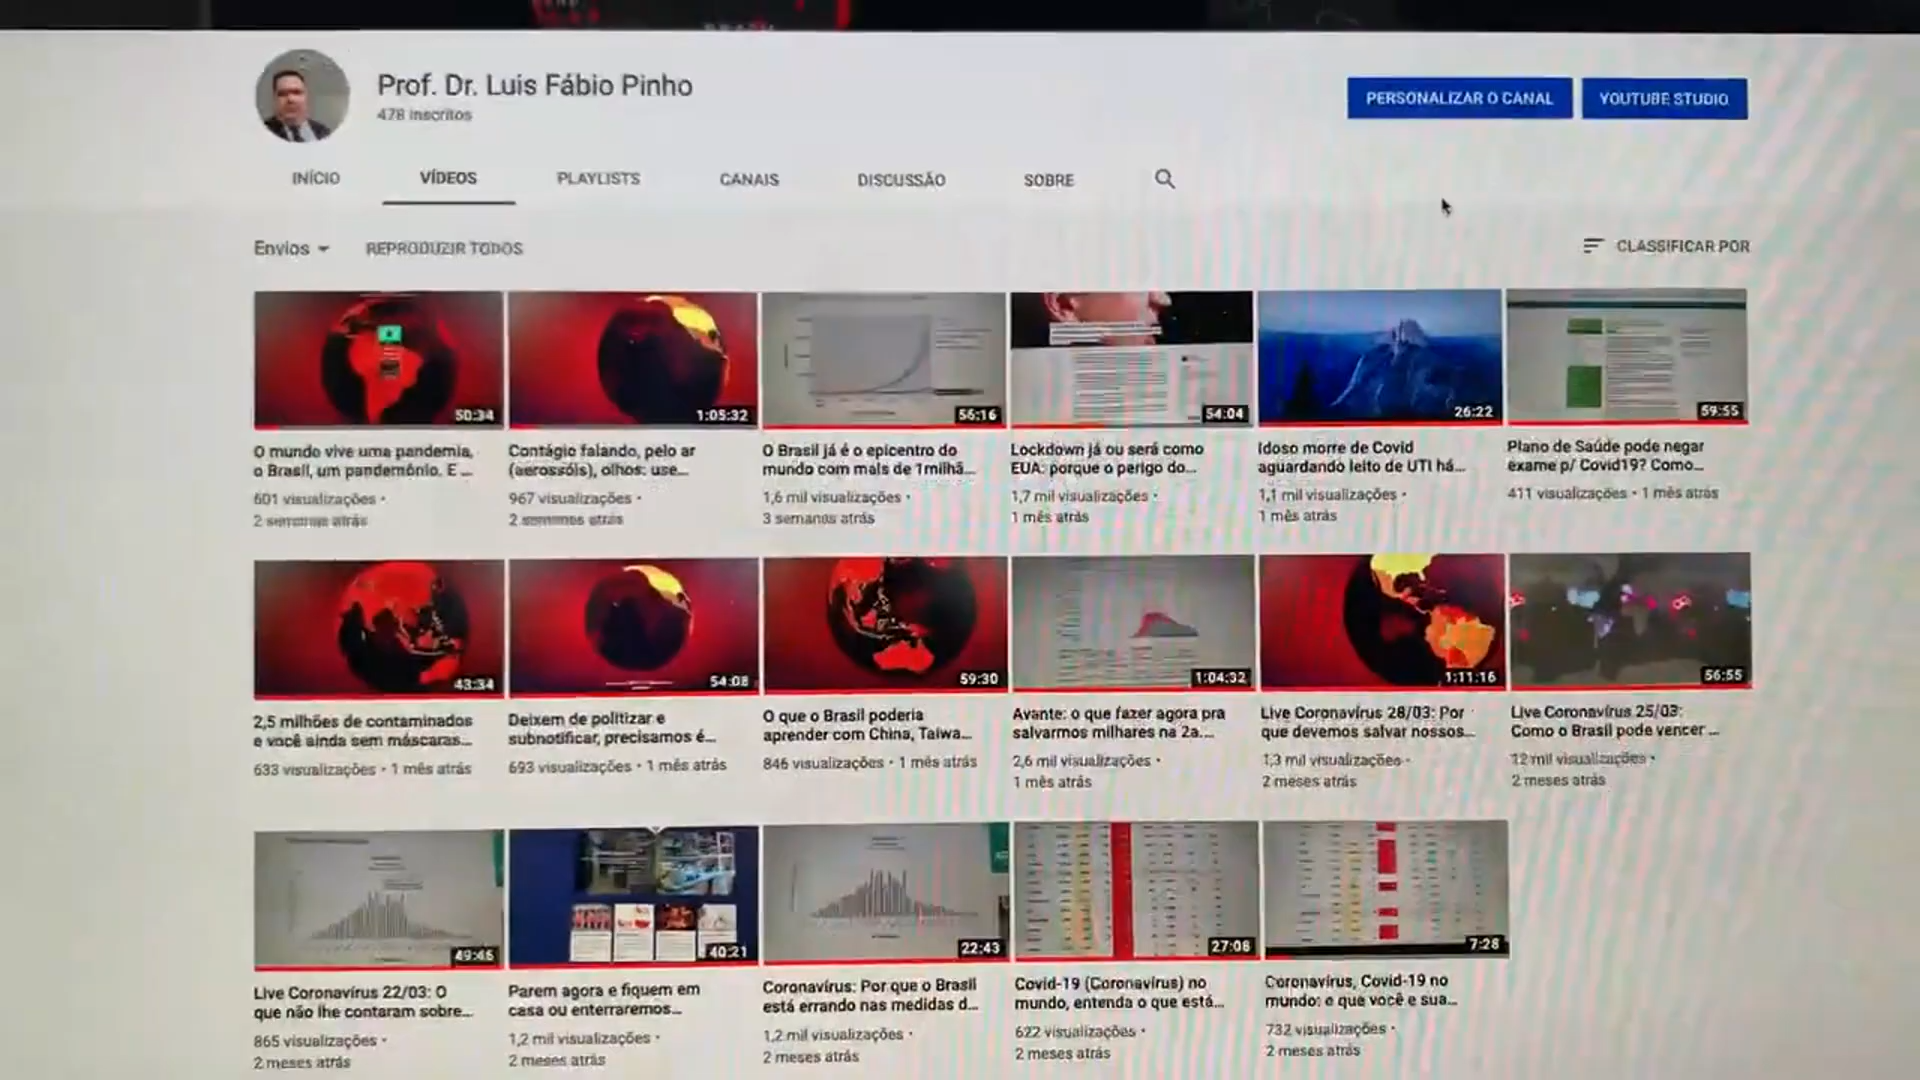 Prof. Dr. Luis Fábio Pinho
478 inscritos
PERSONALIZAR O CANAL
YOUTUBE STUDIO
INÍCIO
VÍDEOS
PLAYLISTS
CANAIS
DISCUSSÃO
SOBRE
Envios
REPRODUZIR TODOS
CLASSIFICAR POR
50:34
1:05:32
56:16
54:04
26:22
59:55
O mundo vive uma pandemia,
o Brasil, um pandemônio. E ...
601 visualizações •
2 semanas atrás
Contágio falando, pelo ar
(aerossóis), olhos: use...
967 visualizações •
2 semanas atrás
O Brasil já é o epicentro do
mundo com mais de 1milhã...
1,6 mil visualizações •
3 semanas atrás
Lockdown já ou será como
EUA: porque o perigo do...
1,7 mil visualizações •
1 mês atrás
Idoso morre de Covid
aguardando leito de UTI há...
1,1 mil visualizações •
1 mês atrás
Plano de Saúde pode negar
exame p/ Covid19? Como...
411 visualizações • 1 mês atrás
43:34
54:08
59:30
1:04:32
1:11:16
56:55
2,5 milhões de contaminados
e você ainda sem máscaras...
633 visualizações • 1 mês atrás
Deixem de politizar e
subnotificar, precisamos é...
693 visualizações • 1 mês atrás
O que o Brasil poderia
aprender com China, Taiwa...
846 visualizações • 1 mês atrás
Avante: o que fazer agora pra
salvarmos milhares na 2a....
2,6 mil visualizações •
1 mês atrás
Live Coronavírus 28/03: Por
que devemos salvar nossos...
1,3 mil visualizações •
2 meses atrás
Live Coronavírus 25/03:
Como o Brasil pode vencer ...
mil visualizações •
2 meses atrás
49:46
40:21
22:43
27:08
7:28
Live Coronavírus 22/03: O
que não lhe contaram sobre...
865 visualizações •
2 meses atrás
Parem agora e fiquem em
casa ou enterraremos...
1,2 mil visualizações •
2 meses atrás
Coronavírus: Por que o Brasil
está errando nas medidas d...
1,2 mil visualizações •
2 meses atrás
Covid-19 (Coronavírus) no
mundo, entenda o que está...
622 visualizações •
2 meses atrás
Coronavírus, Covid-19 no
mundo: o que você e sua...
732 visualizações •
2 meses atrás